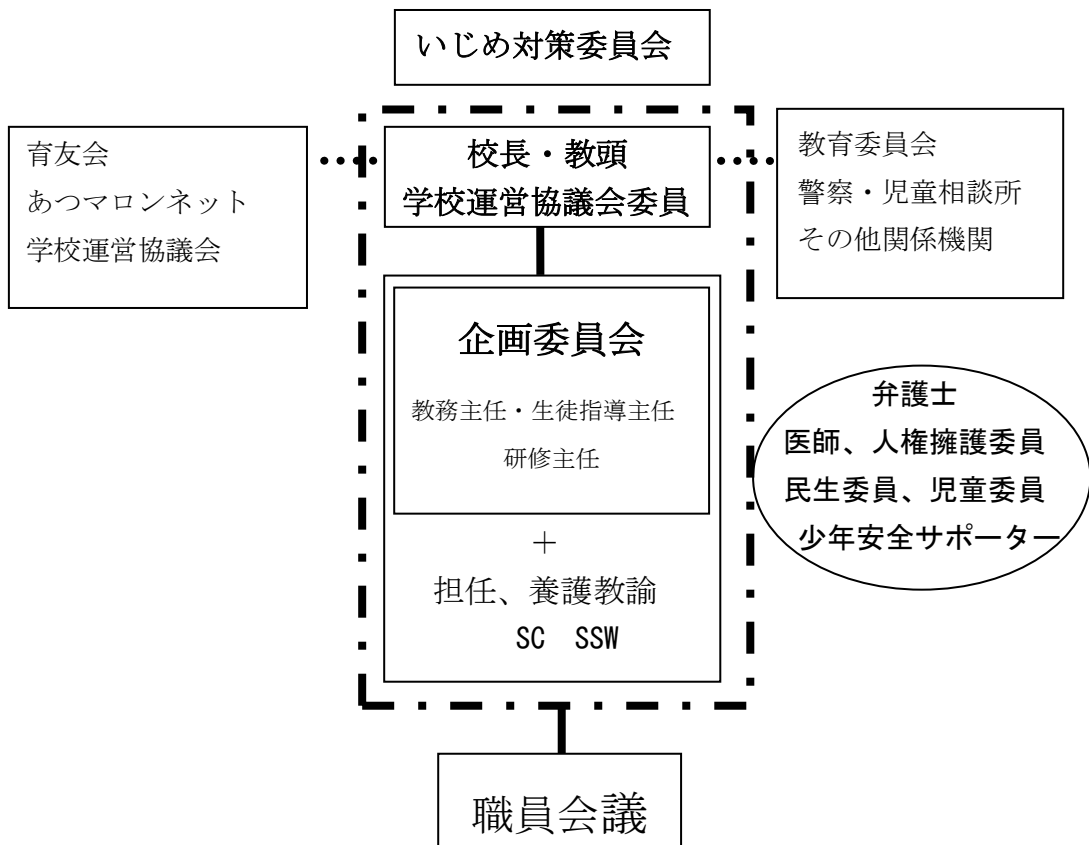 いじめ対策委員会
校長・教頭
学校運営協議会委員
育友会
あつマロンネット
学校運営協議会
教育委員会
警察・児童相談所
その他関係機関
企画委員会
教務主任・生徒指導主任
研修主任
＋
担任、養護教諭
SC SSW
弁護士
医師、人権擁護委員
民生委員、児童委員
少年安全サポーター
職員会議